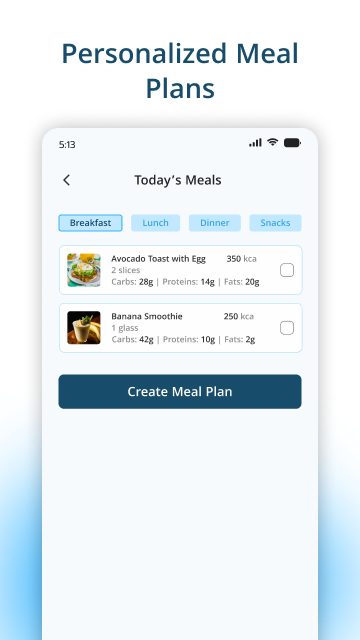 Personalized Meal
Plans
5:13
Today’s Meals
Breakfast Lunch Dinner Snacks
Avocado Toast with Egg 350 kca
2 slices
Carbs: 28g | Proteins: 14g | Fats: 20g
Banana Smoothie 250 kca
1 glass
Carbs: 42g | Proteins: 10g | Fats: 2g
Create Meal Plan